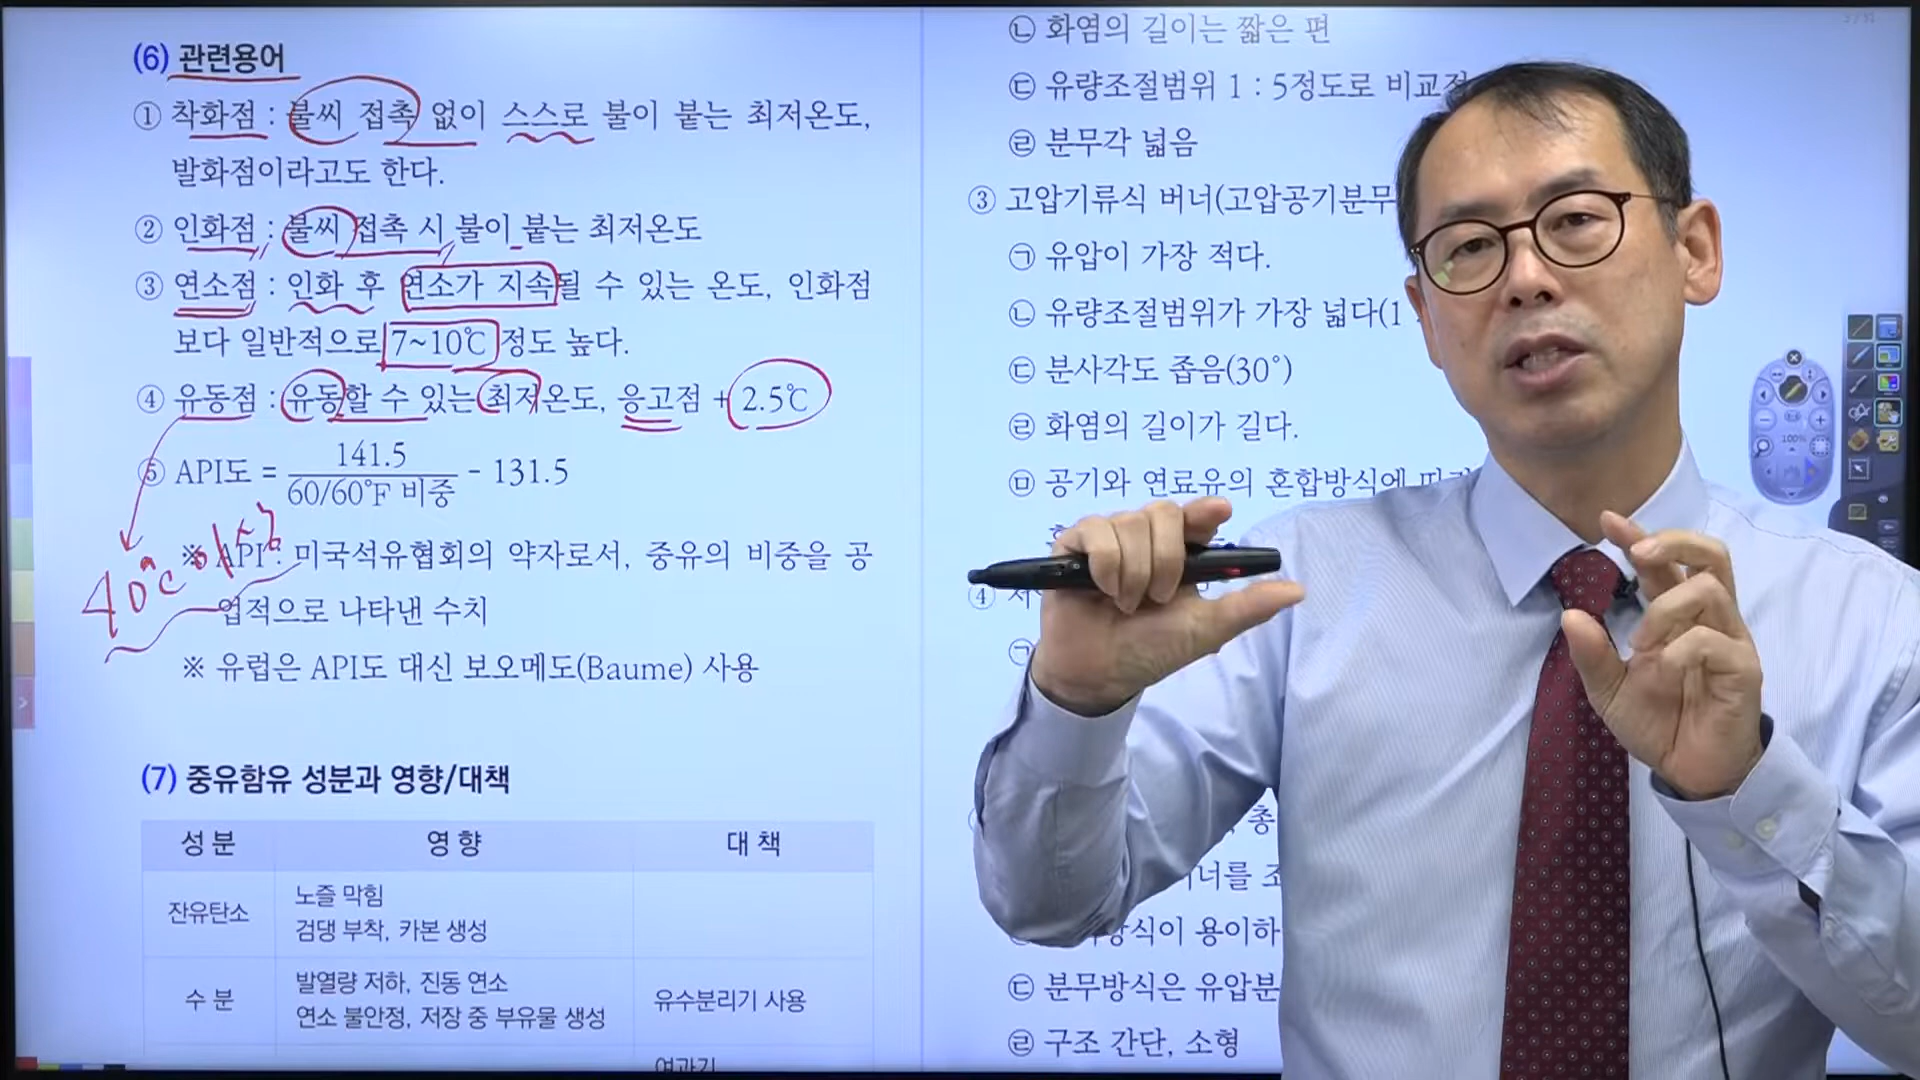 (6) 관련용어
① 착화점 : 불씨 접촉 없이 스스로 불이 붙는 최저온도,
발화점이라고도 한다.
② 인화점 : 불씨 접촉 시 불이 붙는 최저온도
③ 연소점 : 인화 후 연소가 지속될 수 있는 온도, 인화점
보다 일반적으로 7~10℃ 정도 높다.
④ 유동점 : 유동할 수 있는 최저온도, 응고점 + 2.5℃
⑤ API도 = 141.5 / 60/60℉ 비중 - 131.5
※ API : 미국석유협회의 약자로서, 중유의 비중을 공
업적으로 나타낸 수치
40℃ 이상
※ 유럽은 API도 대신 보오메도(Baume) 사용
(7) 중유함유 성분과 영향/대책
성 분 영 향 대 책
잔유탄소 노즐 막힘
검댕 부착, 카본 생성
수 분 발열량 저하, 진동 연소
연소 불안정, 저장 중 부유물 생성
유수분리기 사용
여과기
㉡ 화염의 길이는 짧은 편
㉢ 유량조절범위 1 : 5정도로 비교적
㉣ 분무각 넓음
③ 고압기류식 버너(고압공기분무
㉠ 유압이 가장 적다.
㉡ 유량조절범위가 가장 넓다(1 :
㉢ 분사각도 좁음(30°)
㉣ 화염의 길이가 길다.
㉤ 공기와 연료유의 혼합방식에 따라
④
㉠
총
너를 조
방식이 용이하
㉢ 분무방식은 유압분
㉣ 구조 간단, 소형
100%